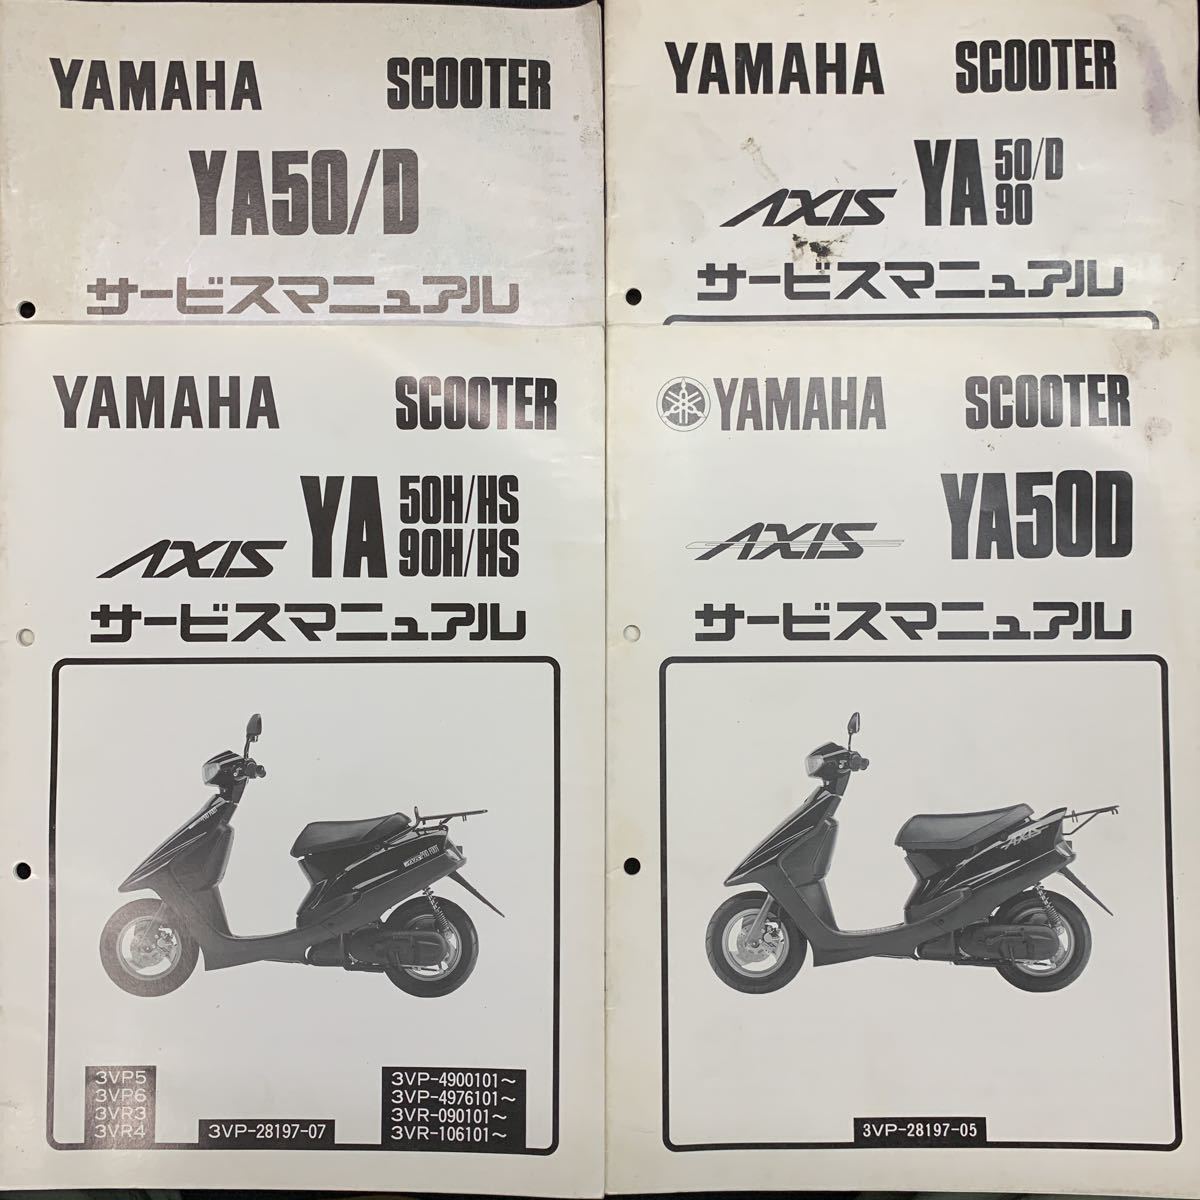 YAMAHA SCOOTER
YA50/D
サービスマニュアル
YAMAHA SCOOTER
AXIS YA 50/D
90
サービスマニュアル
YAMAHA SCOOTER
AXIS YA 50H/HS
90H/HS
サービスマニュアル
3VP5
3VP6
3VR3
3VR4
3VP-28197-07
3VP-4900101～
3VP-4976101～
3VR-090101～
3VR-106101～
YAMAHA SCOOTER
AXIS YA50D
サービスマニュアル
AXIS
3VP-28197-05